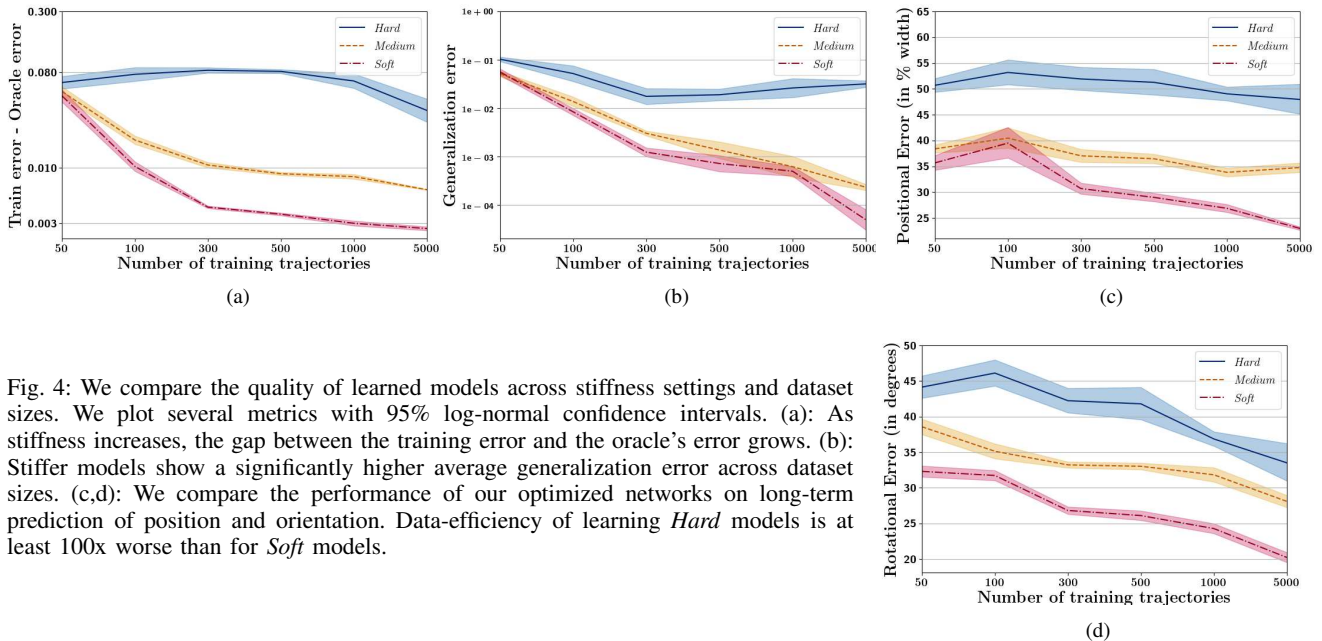 0.300
0.080
0.010
0.003
Train error - Oracle error
Hard
Medium
Soft
50 100 300 500 1000 5000
Number of training trajectories
(a)
1e + 00
1e − 01
1e − 02
1e − 03
1e − 04
Generalization error
Hard
Medium
Soft
50 100 300 500 1000 5000
Number of training trajectories
(b)
65
60
55
50
45
40
35
30
25
Positional Error (in % width)
Hard
Medium
Soft
50 100 300 500 1000 5000
Number of training trajectories
(c)
Fig. 4: We compare the quality of learned models across stiffness settings and dataset
sizes. We plot several metrics with 95% log-normal confidence intervals. (a): As
stiffness increases, the gap between the training error and the oracle's error grows. (b):
Stiffer models show a significantly higher average generalization error across dataset
sizes. (c,d): We compare the performance of our optimized networks on long-term
prediction of position and orientation. Data-efficiency of learning Hard models is at
least 100x worse than for Soft models.
50
45
40
35
30
25
20
Rotational Error (in degrees)
Hard
Medium
Soft
50 100 300 500 1000 5000
Number of training trajectories
(d)